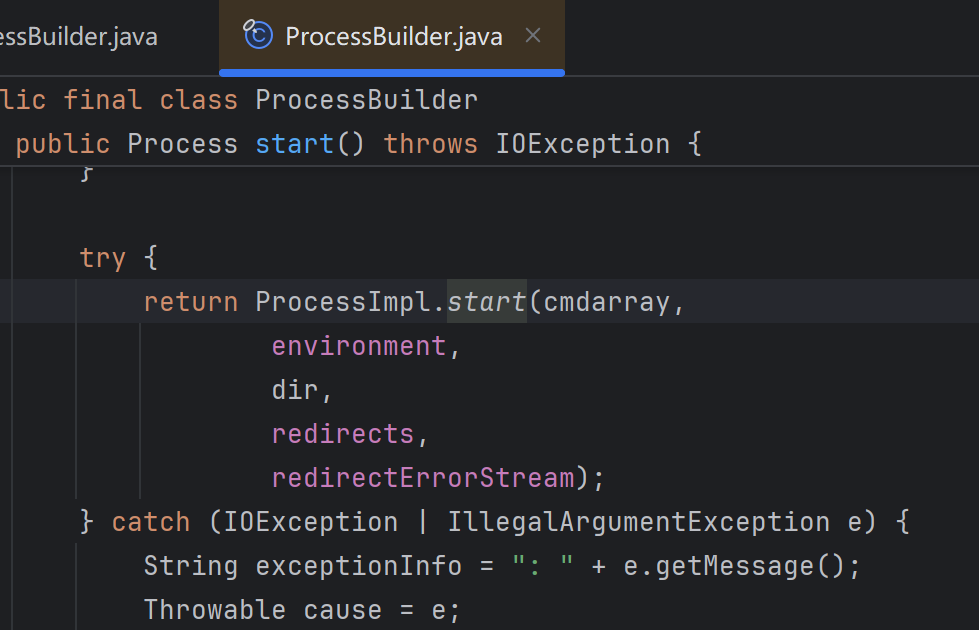 essBuilder.java
ProcessBuilder.java
lic final class ProcessBuilder
public Process start() throws IOException {
}
try {
return ProcessImpl.start(cmdarray,
environment,
dir,
redirects,
redirectErrorStream);
} catch (IOException | IllegalArgumentException e) {
String exceptionInfo = ": " + e.getMessage();
Throwable cause = e;